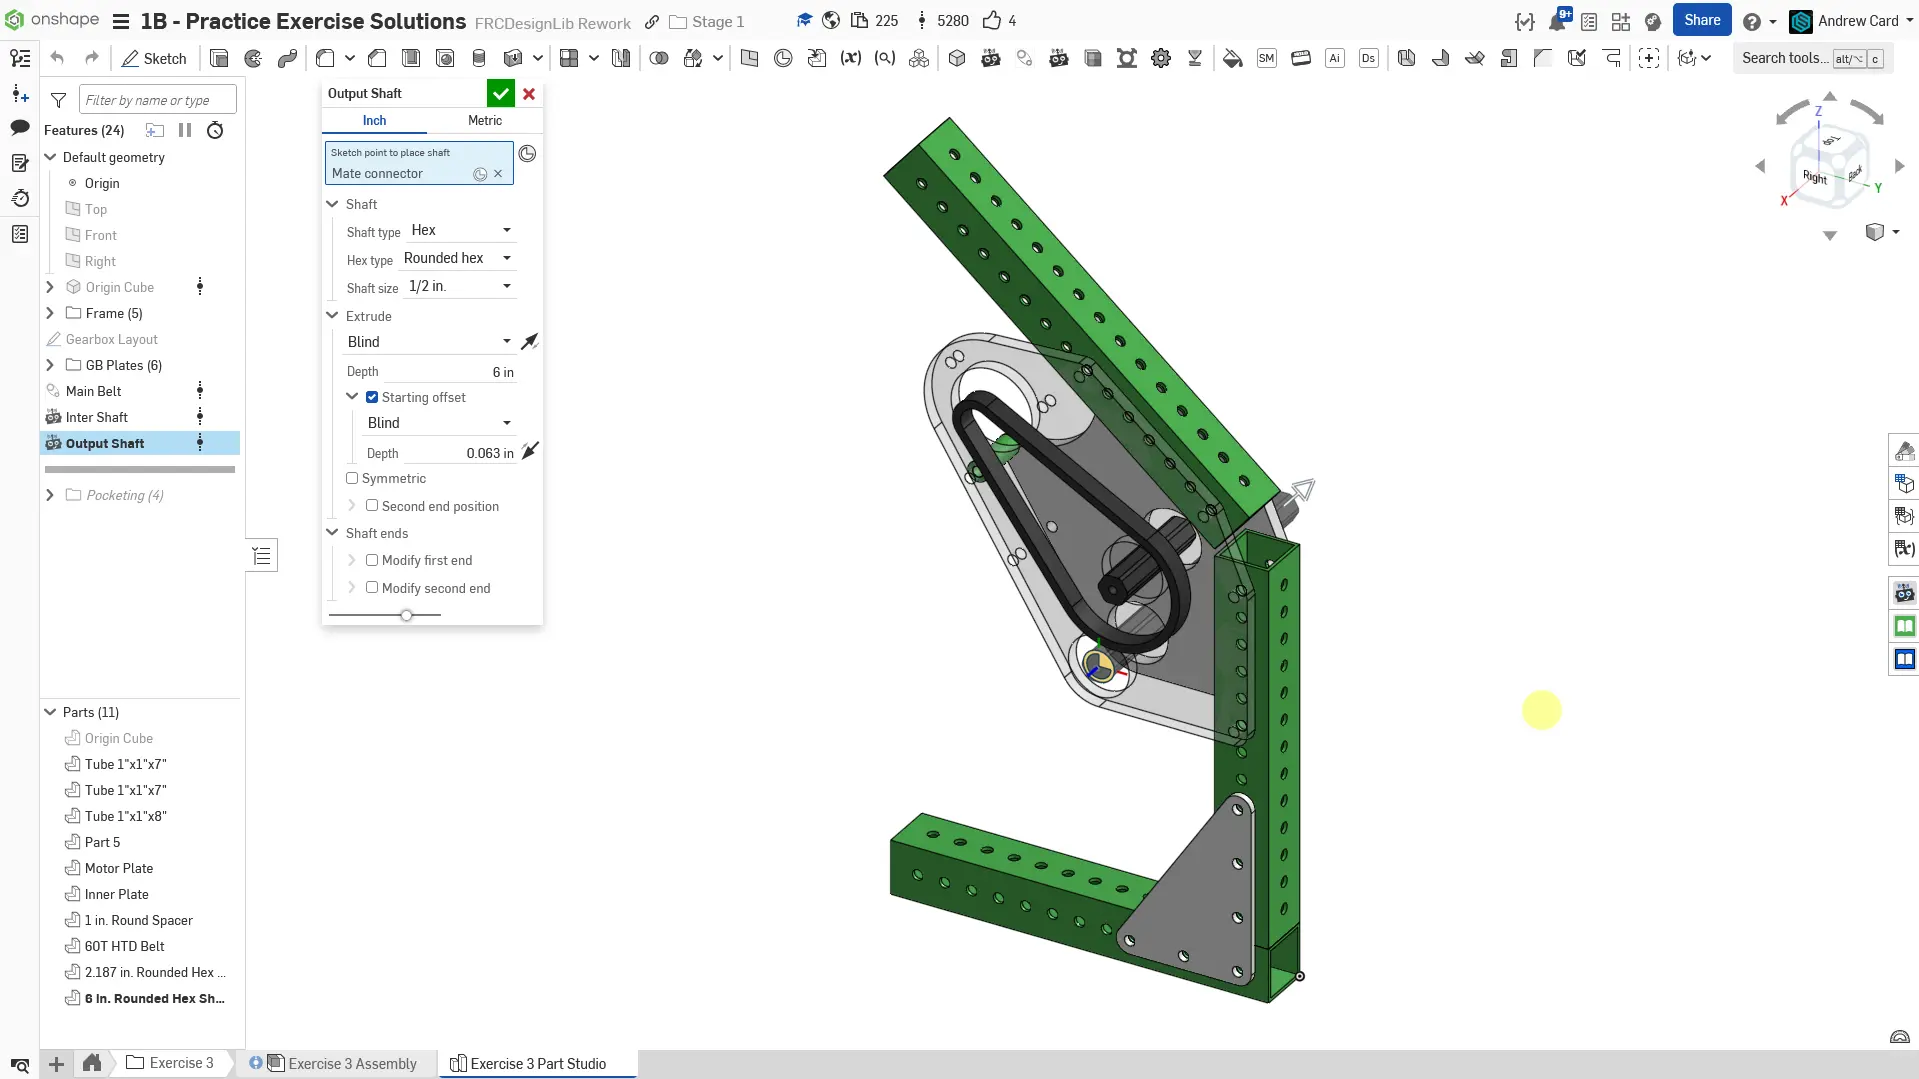 onshape 1B - Practice Exercise Solutions FRCDesignLib Rework Stage 1 225 5280 4 9+ Share Andrew Card
Sketch SM Ai Ds Search tools... alt/⌥ c
Filter by name or type
Features (24)
Default geometry
Origin
Top
Front
Right
Origin Cube
Frame (5)
Gearbox Layout
GB Plates (6)
Main Belt
Inter Shaft
Output Shaft
Pocketing (4)
Parts (11)
Origin Cube
Tube 1"x1"x7"
Tube 1"x1"x7"
Tube 1"x1"x8"
Part 5
Motor Plate
Inner Plate
1 in. Round Spacer
60T HTD Belt
2.187 in. Rounded Hex ...
6 in. Rounded Hex Sh...
Output Shaft
Inch Metric
Sketch point to place shaft
Mate connector
Shaft
Shaft type Hex
Hex type Rounded hex
Shaft size 1/2 in.
Extrude
Blind
Depth 6 in
Starting offset
Blind
Depth 0.063 in
Symmetric
Second end position
Shaft ends
Modify first end
Modify second end
Z
Top
Right Back
X Y
Exercise 3 Exercise 3 Assembly Exercise 3 Part Studio